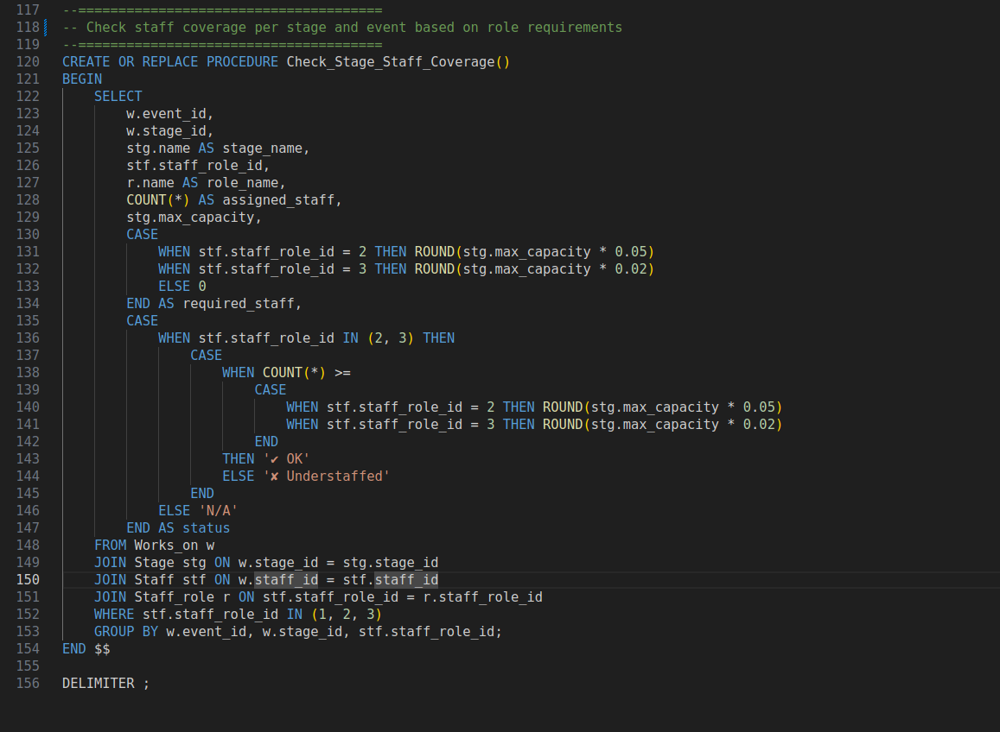 117 --======================================
118 -- Check staff coverage per stage and event based on role requirements
119 --======================================
120 CREATE OR REPLACE PROCEDURE Check_Stage_Staff_Coverage()
121 BEGIN
122     SELECT
123         w.event_id,
124         w.stage_id,
125         stg.name AS stage_name,
126         stf.staff_role_id,
127         r.name AS role_name,
128         COUNT(*) AS assigned_staff,
129         stg.max_capacity,
130         CASE
131             WHEN stf.staff_role_id = 2 THEN ROUND(stg.max_capacity * 0.05)
132             WHEN stf.staff_role_id = 3 THEN ROUND(stg.max_capacity * 0.02)
133             ELSE 0
134         END AS required_staff,
135         CASE
136             WHEN stf.staff_role_id IN (2, 3) THEN
137                 CASE
138                     WHEN COUNT(*) >=
139                         CASE
140                             WHEN stf.staff_role_id = 2 THEN ROUND(stg.max_capacity * 0.05)
141                             WHEN stf.staff_role_id = 3 THEN ROUND(stg.max_capacity * 0.02)
142                         END
143                     THEN '✔ OK'
144                     ELSE '✘ Understaffed'
145                 END
146             ELSE 'N/A'
147         END AS status
148     FROM Works_on w
149     JOIN Stage stg ON w.stage_id = stg.stage_id
150     JOIN Staff stf ON w.staff_id = stf.staff_id
151     JOIN Staff_role r ON stf.staff_role_id = r.staff_role_id
152     WHERE stf.staff_role_id IN (1, 2, 3)
153     GROUP BY w.event_id, w.stage_id, stf.staff_role_id;
154 END $$
155
156 DELIMITER ;